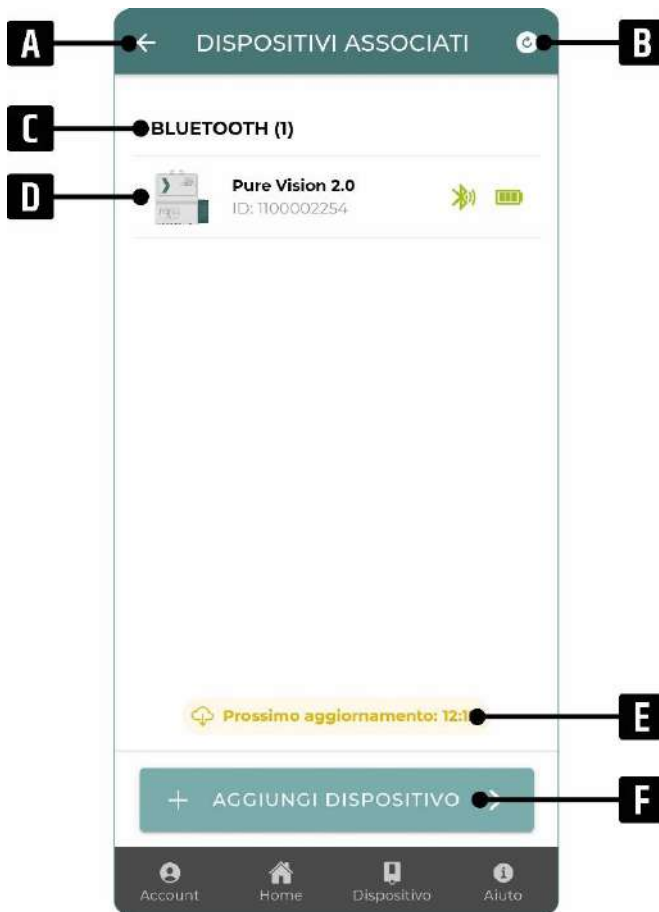 A
DISPOSITIVI ASSOCIATI
B
C
BLUETOOTH (1)
D
Pure Vision 2.0
ID: 1100002254
Prossimo aggiornamento: 12:1
E
+ AGGIUNGI DISPOSITIVO
F
Account Home Dispositivo Aiuto